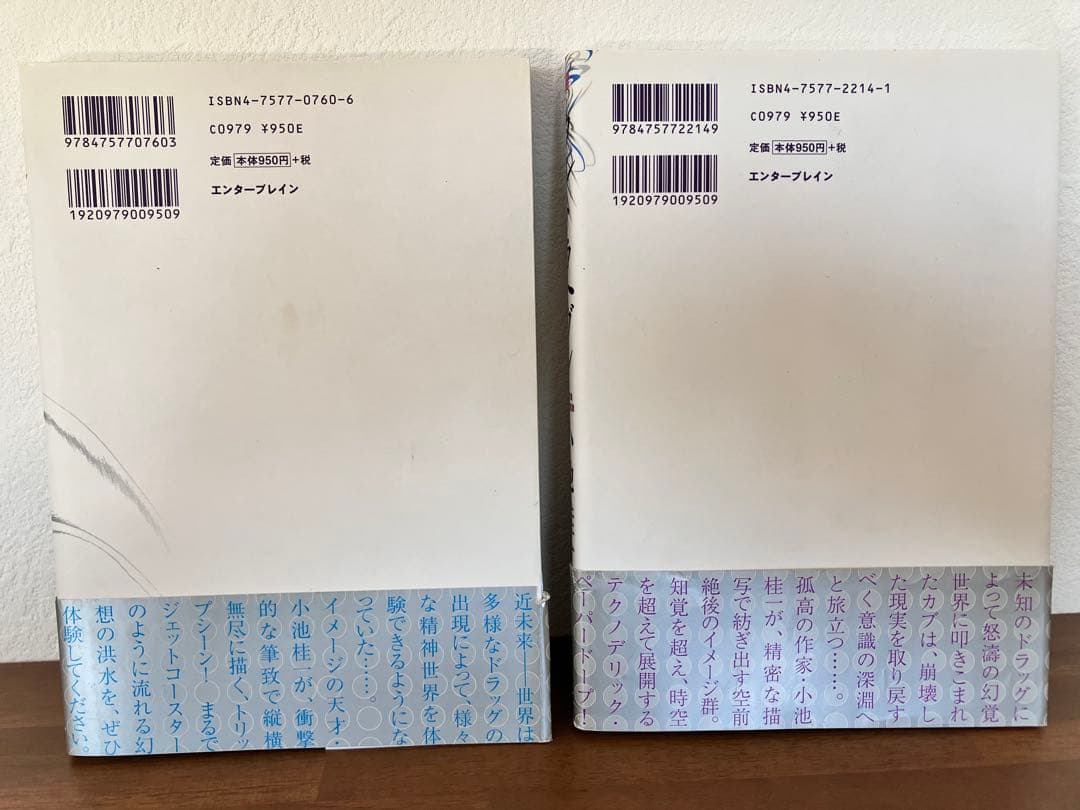 ISBN4-7577-0760-6
9784757707603
C0979 ¥950E
定価 本体950円+税
1920979009509
エンターブレイン
近未来――世界は
多様なドラッグの
出現によって、様々
な精神世界を体
験できるようにな
っていた……。
イメージの天才・
小池桂一が、衝撃
的な筆致で縦横
無尽に描く、トリッ
プシーン! まるで
ジェットコースター
のように流れる幻
想の洪水を、ぜひ
体験してください。
ISBN4-7577-2214-1
9784757722149
C0979 ¥950E
定価 本体950円+税
1920979009509
エンターブレイン
未知のドラッグに
よって怒濤の幻覚
世界に叩きこまれ
たカブは、崩壊し
た現実を取り戻す
べく意識の深淵へ
と旅立つ……。
孤高の作家・小池
桂一が、精密な描
写で紡ぎ出す空前
絶後のイメージ群。
知覚を超え、時空
を超えて展開する
テクノデリック・
ペーパードープ!